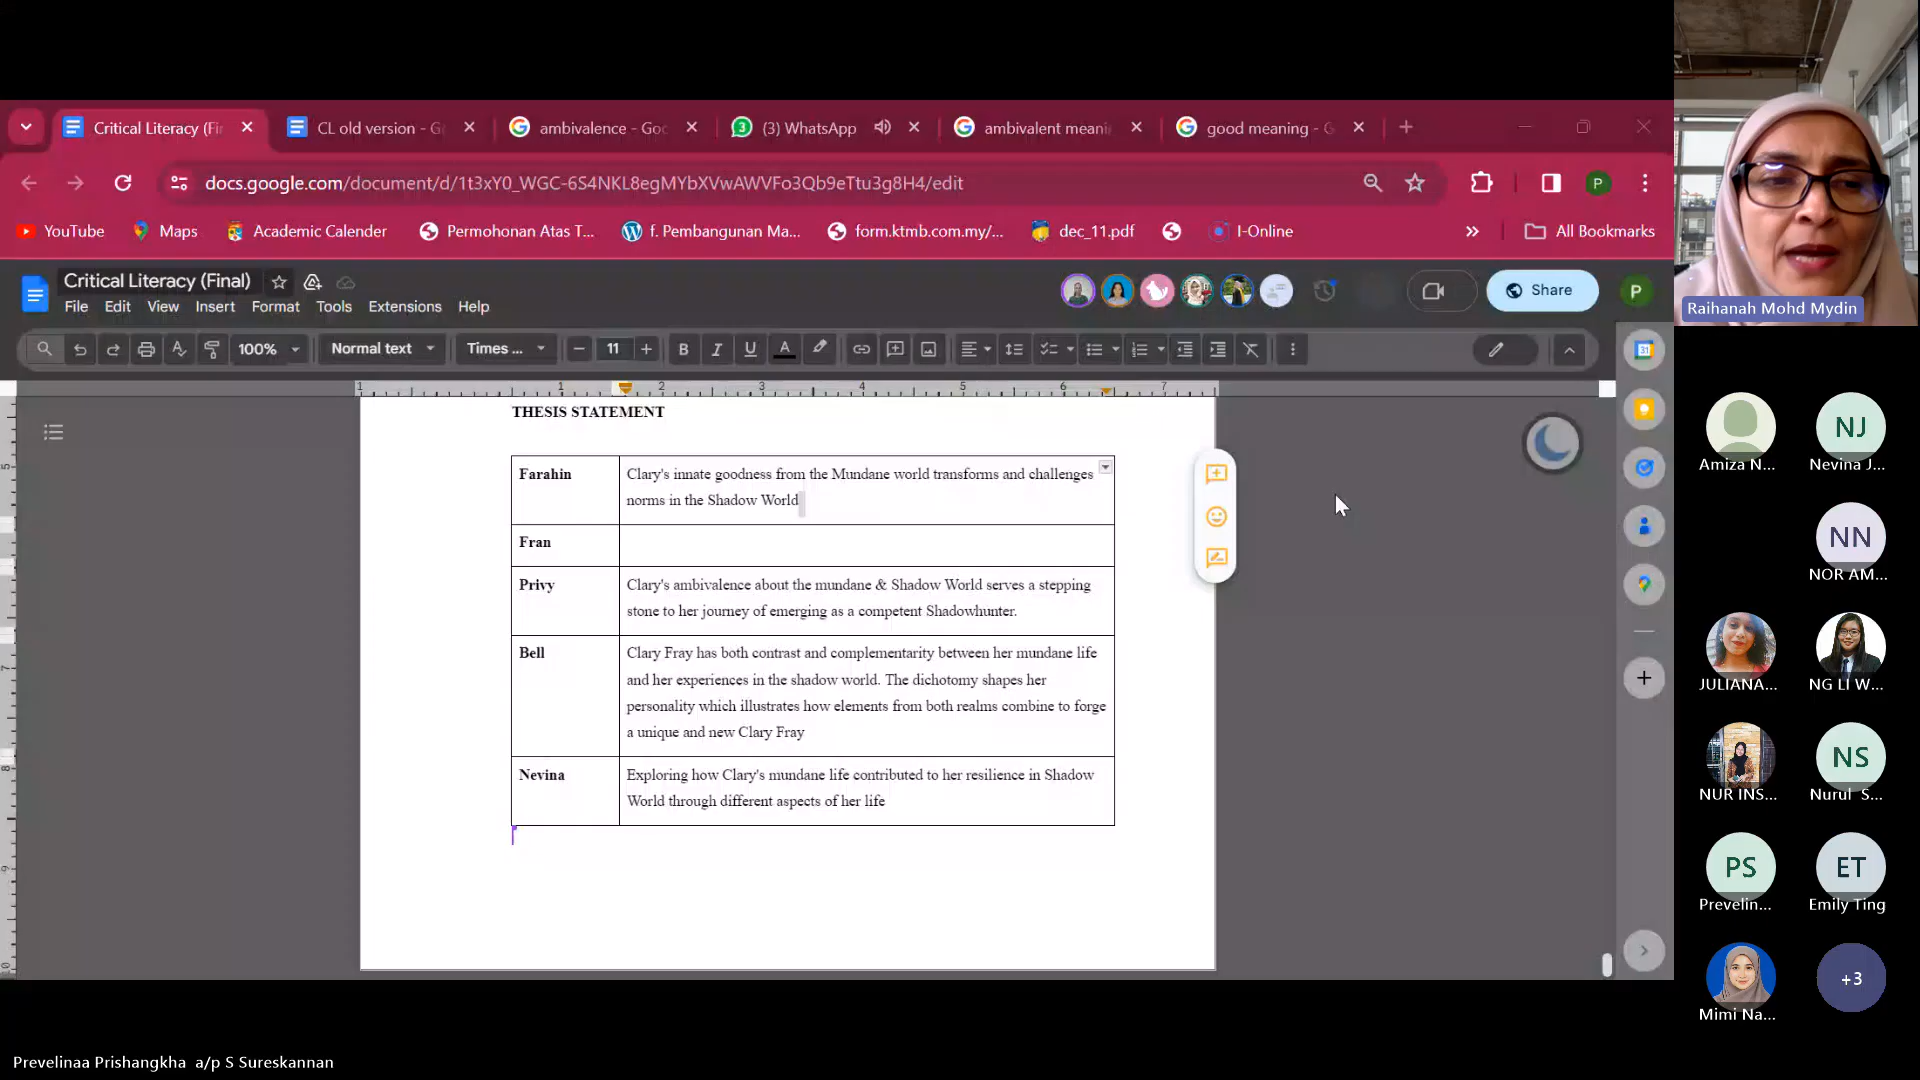 Critical Literacy (Fi
CL old version - G
ambivalence - Goo
(3) WhatsApp
ambivalent meani
good meaning - G
docs.google.com/document/d/1t3xY0_WGC-6S4NKL8egMYbXVwAWVFo3Qb9eTtu3g8H4/edit
P
YouTube
Maps
Academic Calender
Permohonan Atas T...
f. Pembangunan Ma...
form.ktmb.com.my/...
dec_11.pdf
I-Online
All Bookmarks
Critical Literacy (Final)
File Edit View Insert Format Tools Extensions Help
Share
P
100%
Normal text
Times ...
11
THESIS STATEMENT
Farahin
Clary's innate goodness from the Mundane world transforms and challenges
norms in the Shadow World
Fran
Privy
Clary's ambivalence about the mundane & Shadow World serves a stepping
stone to her journey of emerging as a competent Shadowhunter.
Bell
Clary Fray has both contrast and complementarity between her mundane life
and her experiences in the shadow world. The dichotomy shapes her
personality which illustrates how elements from both realms combine to forge
a unique and new Clary Fray
Nevina
Exploring how Clary's mundane life contributed to her resilience in Shadow
World through different aspects of her life
Raihanah Mohd Mydin
Amiza N...
NJ
Nevina J...
NN
NOR AM...
JULIANA...
NG LI W...
NUR INS...
NS
Nurul S...
PS
Prevelin...
ET
Emily Ting
Mimi Na...
+3
Prevelinaa Prishangkha a/p S Sureskannan